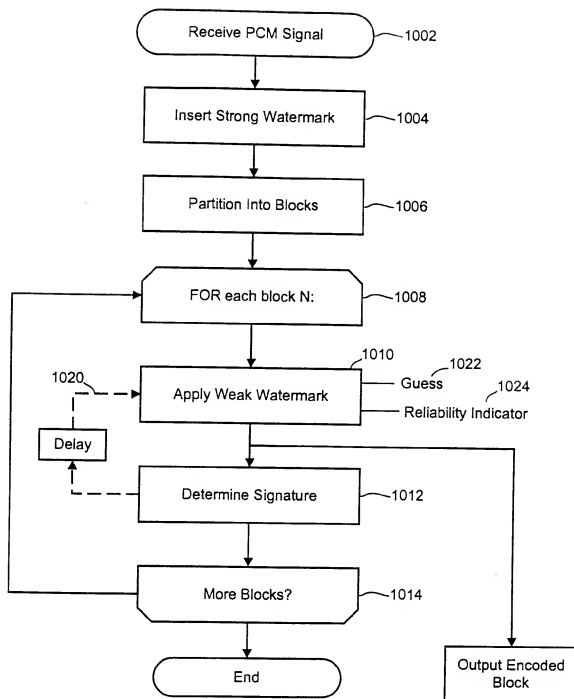 Receive PCM Signal
1002
Insert Strong Watermark
1004
Partition Into Blocks
1006
FOR each block N:
1008
1010
1022
1020
Apply Weak Watermark
Guess
1024
Reliability Indicator
Delay
Determine Signature
1012
More Blocks?
1014
End
Output Encoded
Block